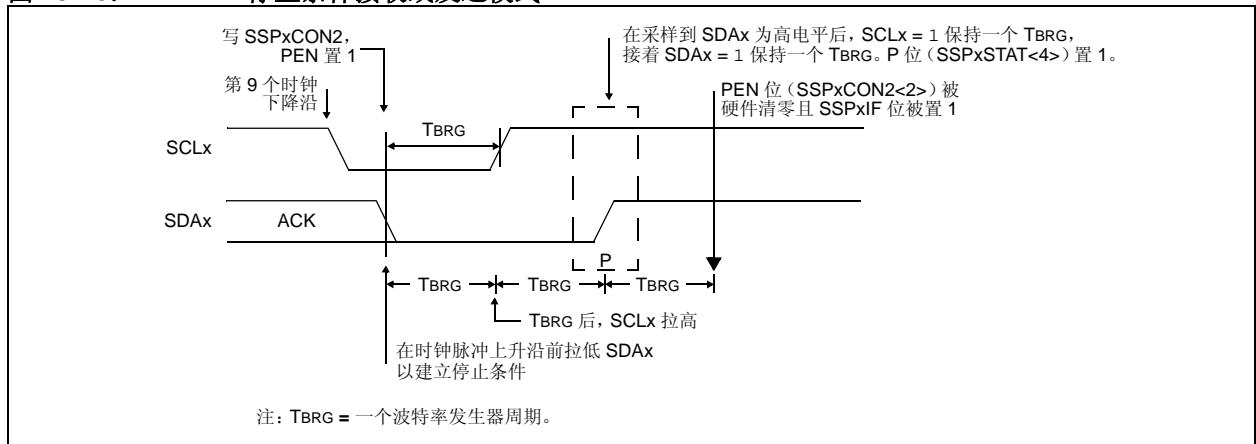 写 SSPxCON2，
PEN 置 1
在采样到 SDAx 为高电平后，SCLx = 1 保持一个 TBRG，
接着 SDAx = 1 保持一个 TBRG。P 位（SSPxSTAT<4>）置 1。
第 9 个时钟
下降沿
PEN 位（SSPxCON2<2>）被
硬件清零且 SSPxIF 位被置 1
TBRG
SCLx
SDAx
ACK
P
TBRG
TBRG
TBRG
TBRG 后，SCLx 拉高
在时钟脉冲上升沿前拉低 SDAx
以建立停止条件
注：TBRG = 一个波特率发生器周期。